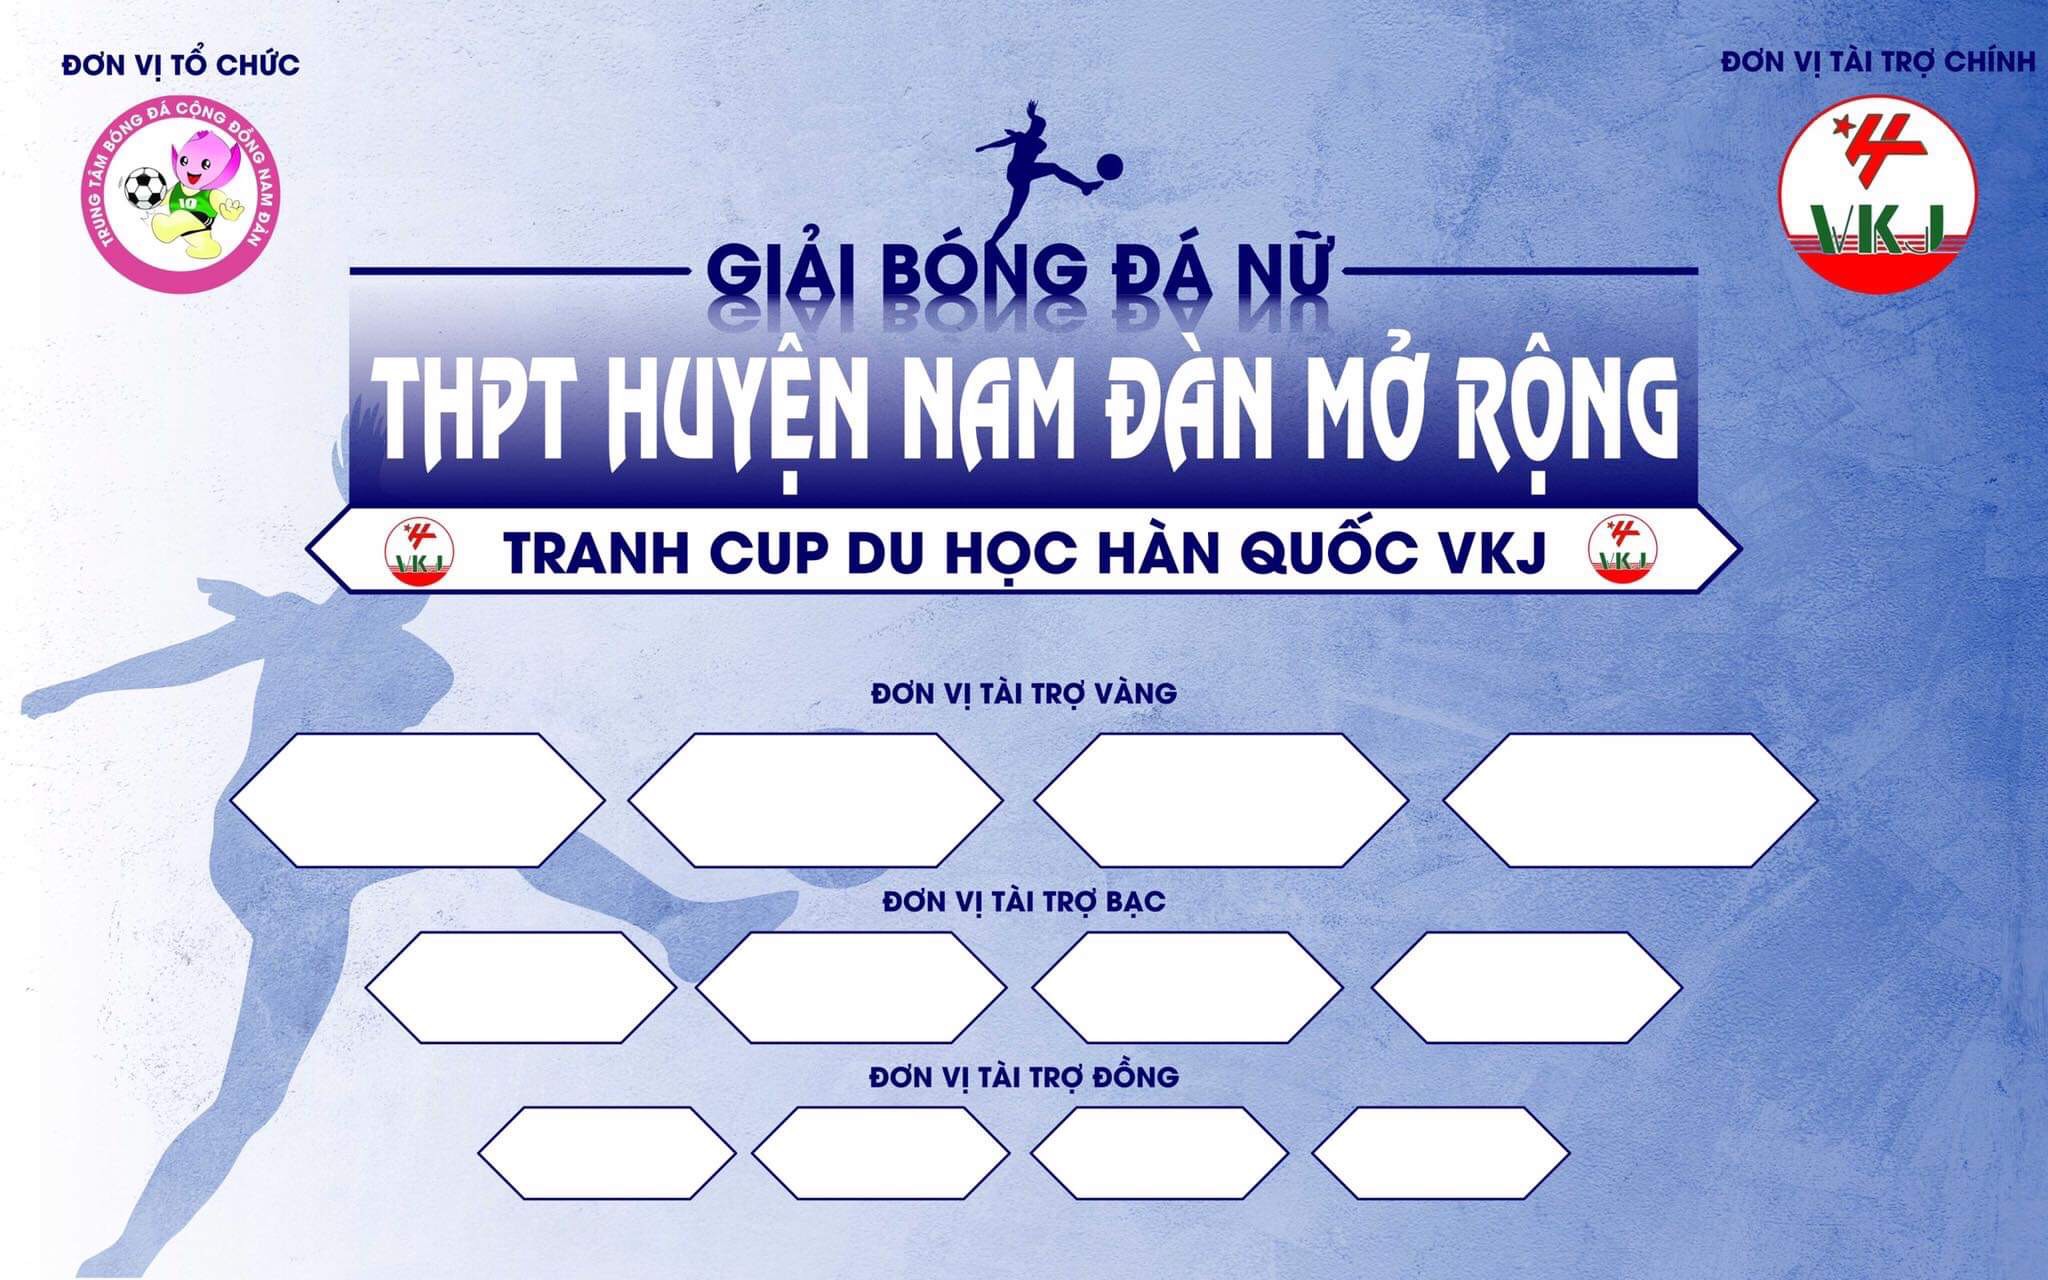 ĐƠN VỊ TỔ CHỨC
TRUNG TÂM BÓNG ĐÁ CỘNG ĐỒNG NAM ĐÀN
10
ĐƠN VỊ TÀI TRỢ CHÍNH
VKJ
GIẢI BÓNG ĐÁ NỮ
THPT HUYỆN NAM ĐÀN MỞ RỘNG
VKJ
TRANH CUP DU HỌC HÀN QUỐC VKJ
VKJ
ĐƠN VỊ TÀI TRỢ VÀNG
ĐƠN VỊ TÀI TRỢ BẠC
ĐƠN VỊ TÀI TRỢ ĐỒNG